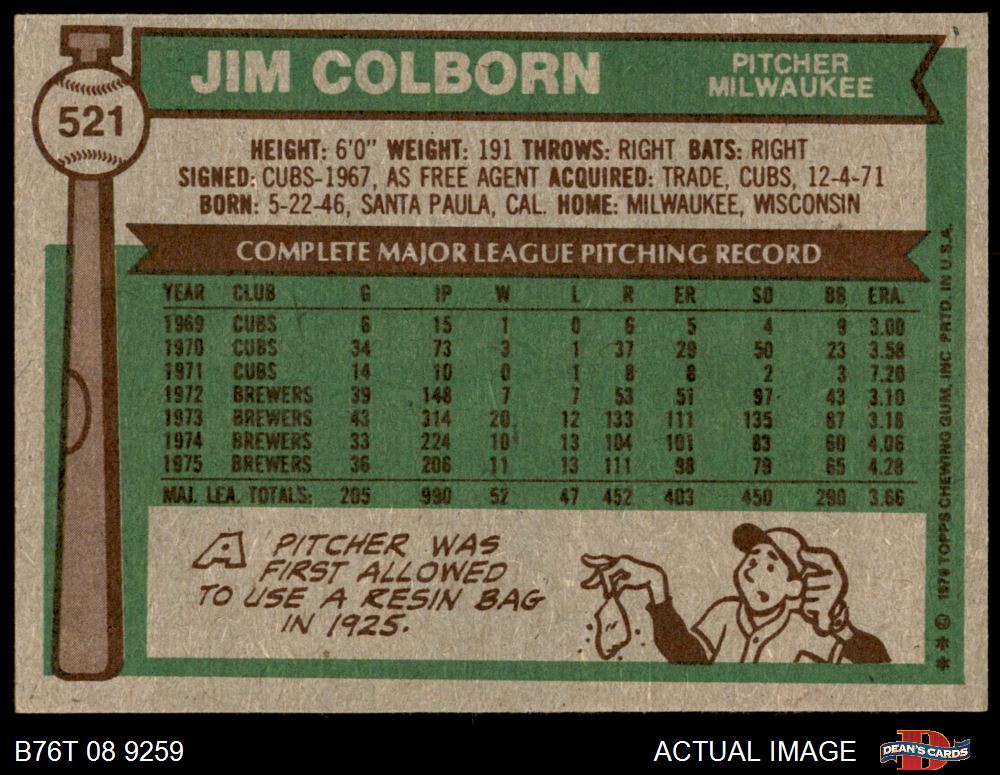 JIM COLBORN
PITCHER
MILWAUKEE
521
HEIGHT: 6'0" WEIGHT: 191 THROWS: RIGHT BATS: RIGHT
SIGNED: CUBS-1967, AS FREE AGENT ACQUIRED: TRADE, CUBS, 12-4-71
BORN: 5-22-46, SANTA PAULA, CAL. HOME: MILWAUKEE, WISCONSIN
COMPLETE MAJOR LEAGUE PITCHING RECORD
YEAR CLUB G IP W L R ER SO BB ERA.
1969 CUBS 6 15 1 0 6 5 4 9 3.00
1970 CUBS 34 73 3 1 37 29 50 23 3.58
1971 CUBS 14 10 0 1 8 8 2 3 7.20
1972 BREWERS 39 148 7 7 53 51 97 43 3.10
1973 BREWERS 43 314 20 12 133 111 135 87 3.18
1974 BREWERS 33 224 10 13 104 101 83 60 4.06
1975 BREWERS 36 206 11 13 111 98 79 65 4.28
MAJ. LEA. TOTALS: 205 990 52 47 452 403 450 290 3.66
A PITCHER WAS
FIRST ALLOWED
TO USE A RESIN BAG
IN 1925.
** © 1976 TOPPS CHEWING GUM, INC. PRTD. IN U.S.A.
B76T 08 9259
ACTUAL IMAGE
D
DEAN'S CARDS